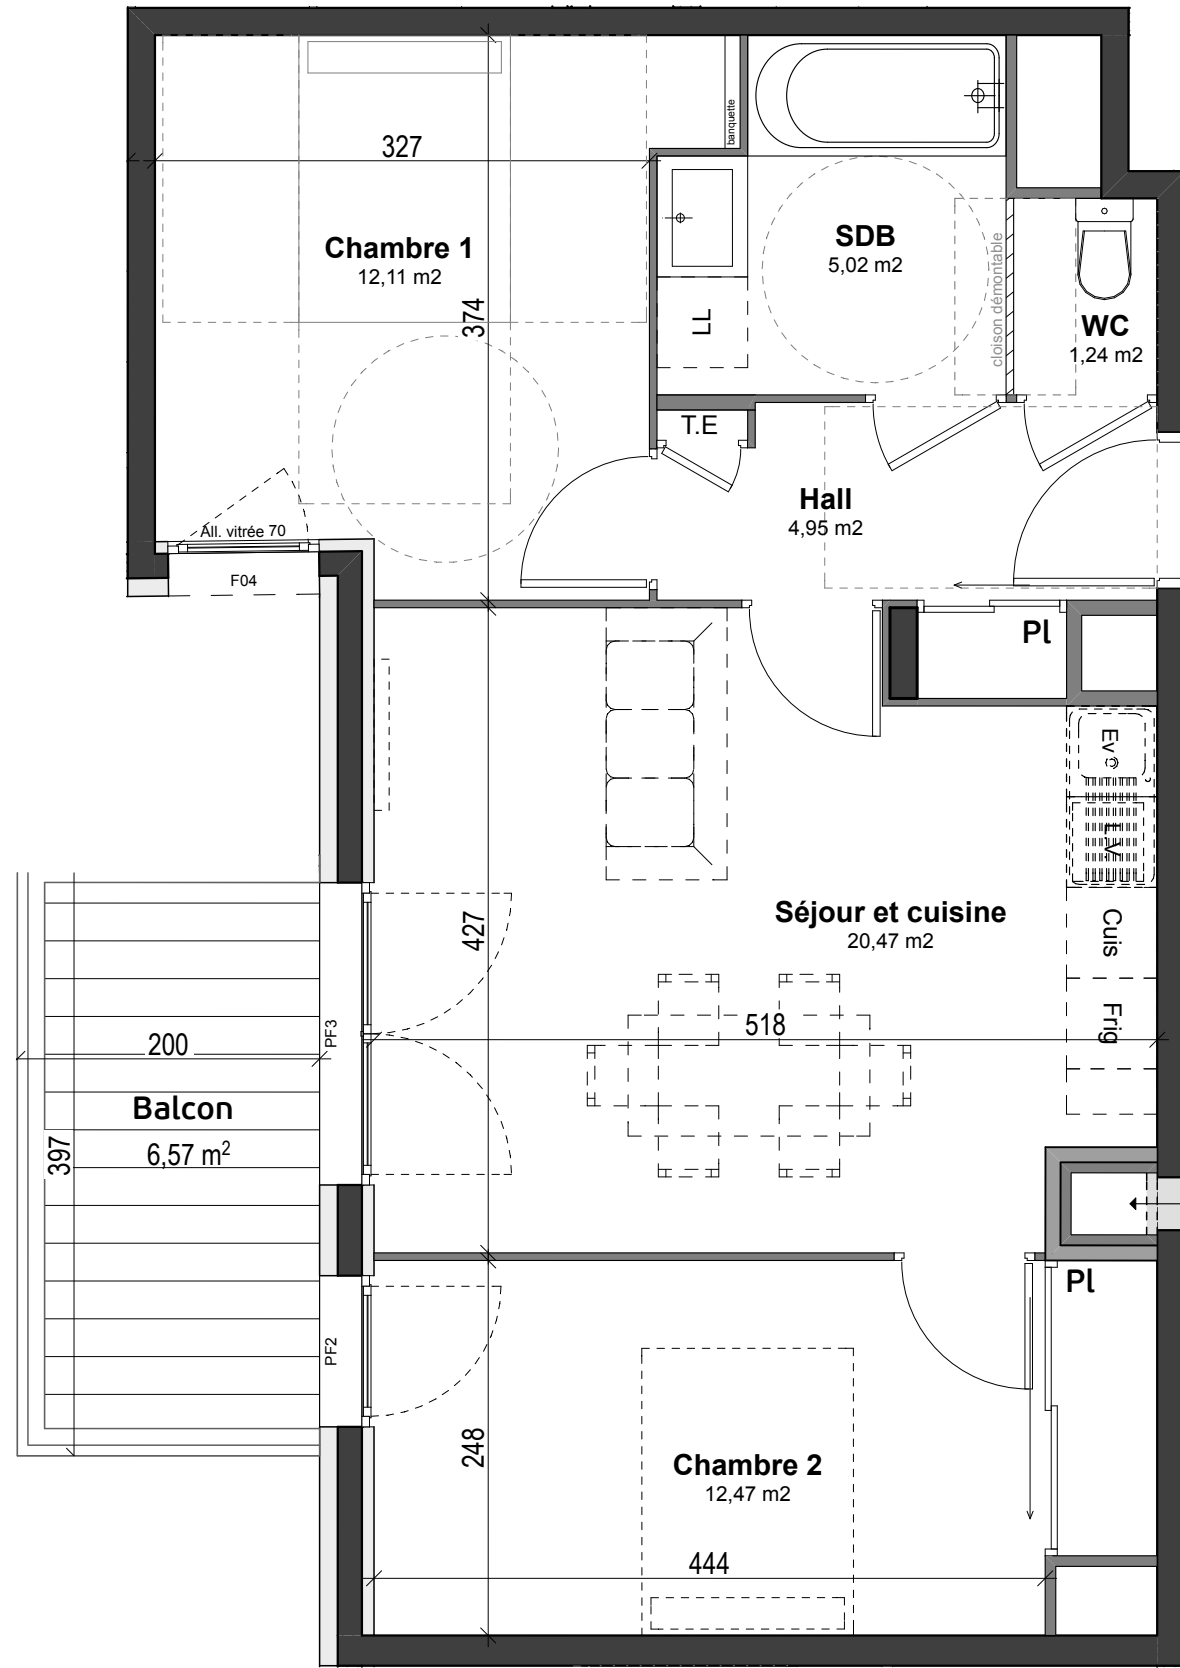 banquette
327
Chambre 1
12,11 m2
374
SDB
5,02 m2
cloison démontable
WC
1,24 m2
LL
T.E
Hall
4,95 m2
All. vitrée 70
F04
Pl
Ev
LV
Cuis
Frig
Séjour et cuisine
20,47 m2
427
518
PF3
200
Balcon
6,57 m²
397
PF2
Pl
248
Chambre 2
12,47 m2
444